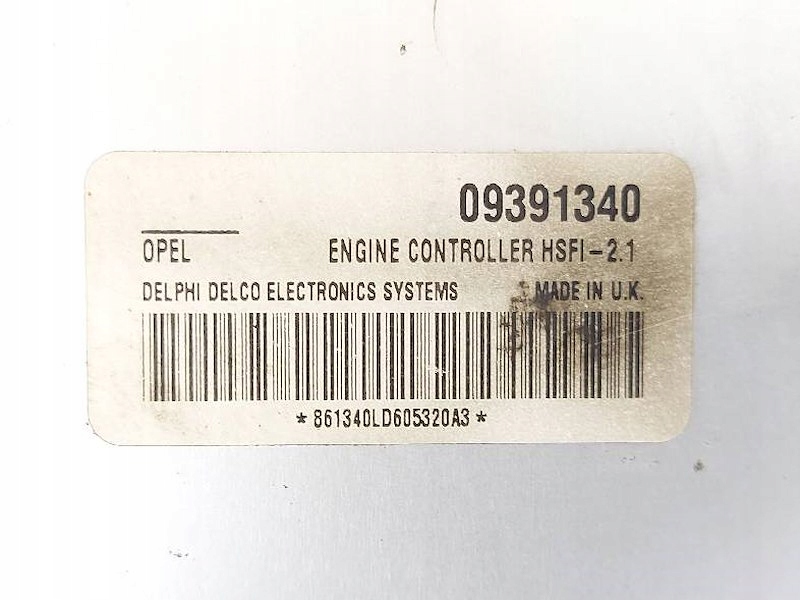 09391340
OPEL ENGINE CONTROLLER HSFI-2.1
DELPHI DELCO ELECTRONICS SYSTEMS MADE IN U.K.
*861340LD605320A3*